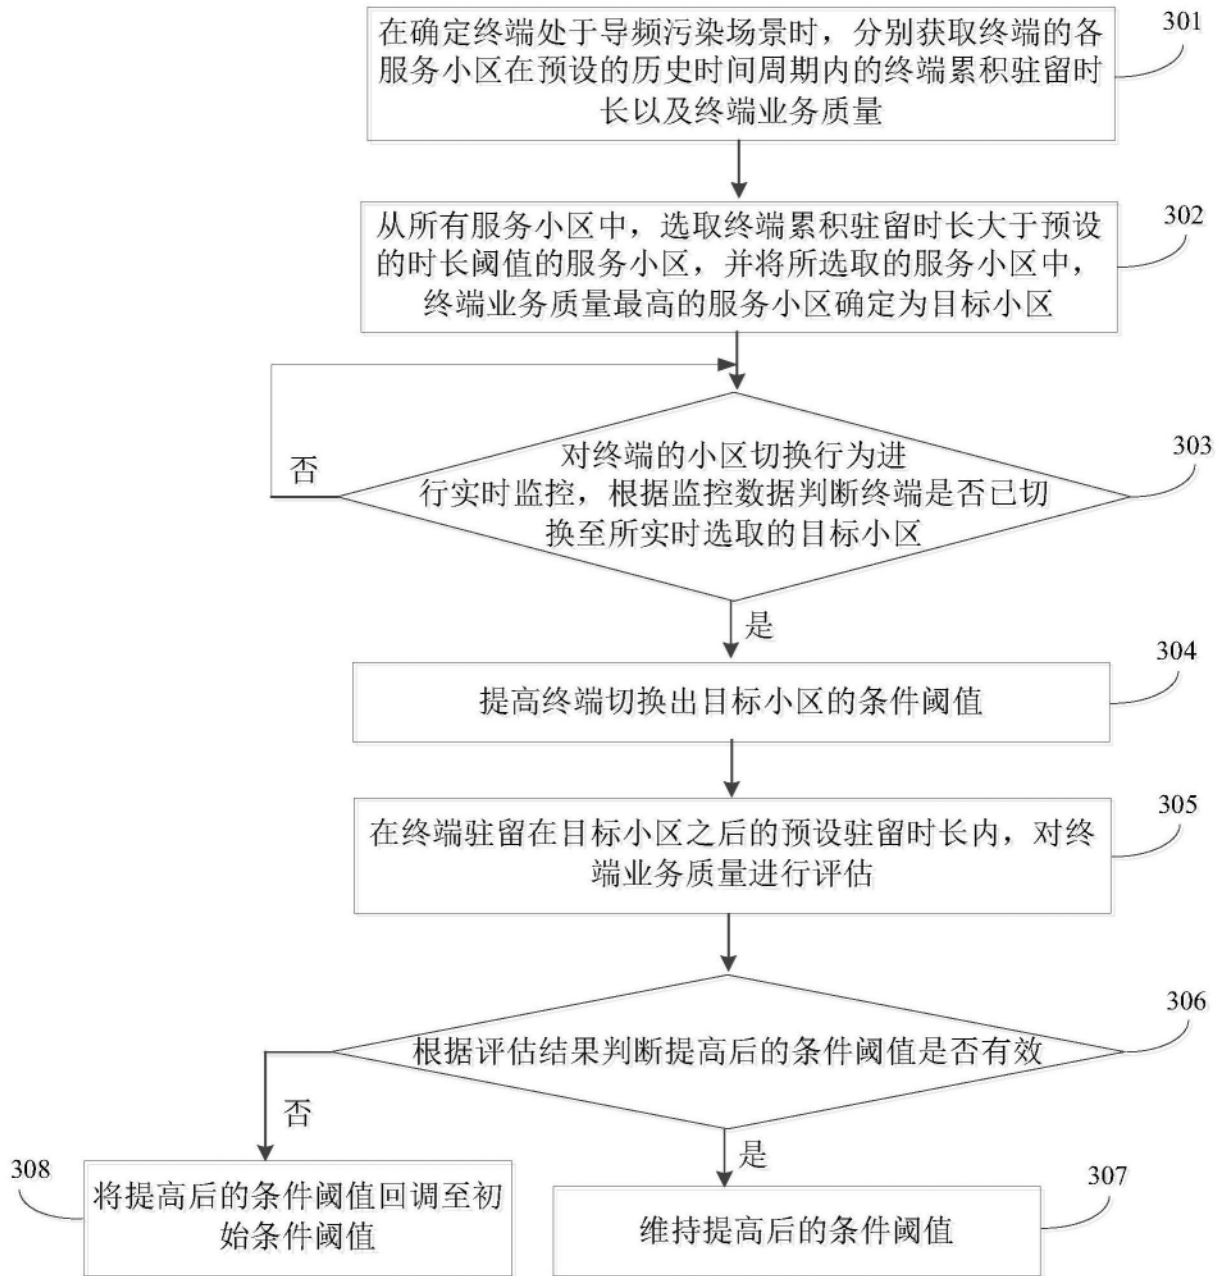 在确定终端处于导频污染场景时，分别获取终端的各
服务小区在预设的历史时间周期内的终端累积驻留时
长以及终端业务质量
301
从所有服务小区中，选取终端累积驻留时长大于预设
的时长阈值的服务小区，并将所选取的服务小区中，
终端业务质量最高的服务小区确定为目标小区
302
对终端的小区切换行为进
行实时监控，根据监控数据判断终端是否已切
换至所实时选取的目标小区
303
否
是
提高终端切换出目标小区的条件阈值
304
在终端驻留在目标小区之后的预设驻留时长内，对终
端业务质量进行评估
305
根据评估结果判断提高后的条件阈值是否有效
306
否
是
将提高后的条件阈值回调至初
始条件阈值
308
维持提高后的条件阈值
307